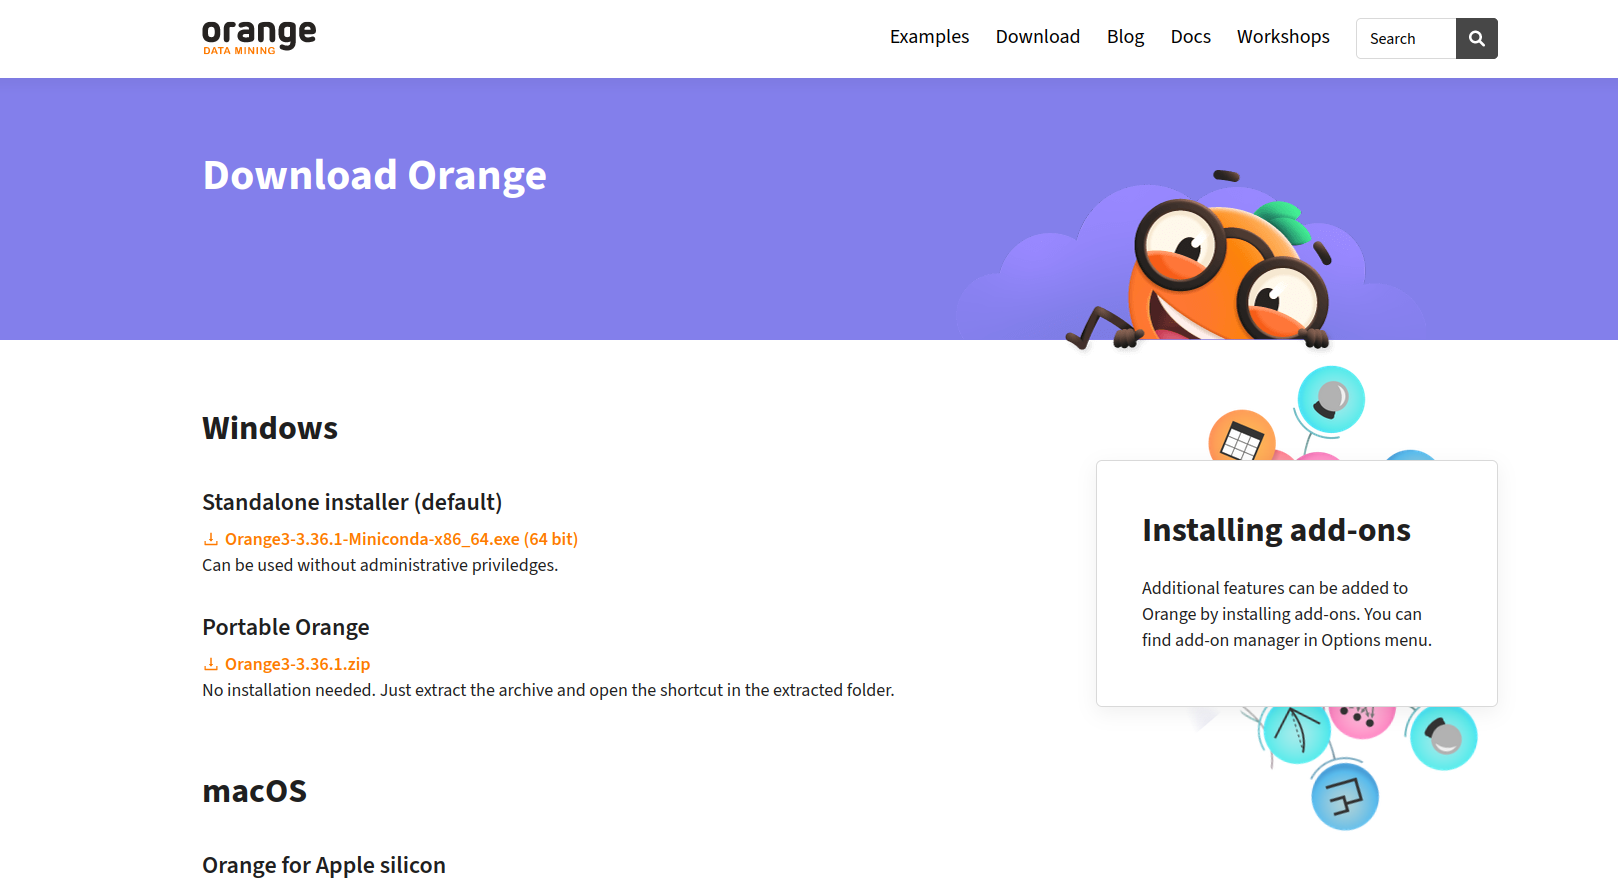 orange
DATA MINING
Examples
Download
Blog
Docs
Workshops
Search
Download Orange
Windows
Standalone installer (default)
Orange3-3.36.1-Miniconda-x86_64.exe (64 bit)
Can be used without administrative priviledges.
Portable Orange
Orange3-3.36.1.zip
No installation needed. Just extract the archive and open the shortcut in the extracted folder.
macOS
Orange for Apple silicon
Installing add-ons
Additional features can be added to
Orange by installing add-ons. You can
find add-on manager in Options menu.